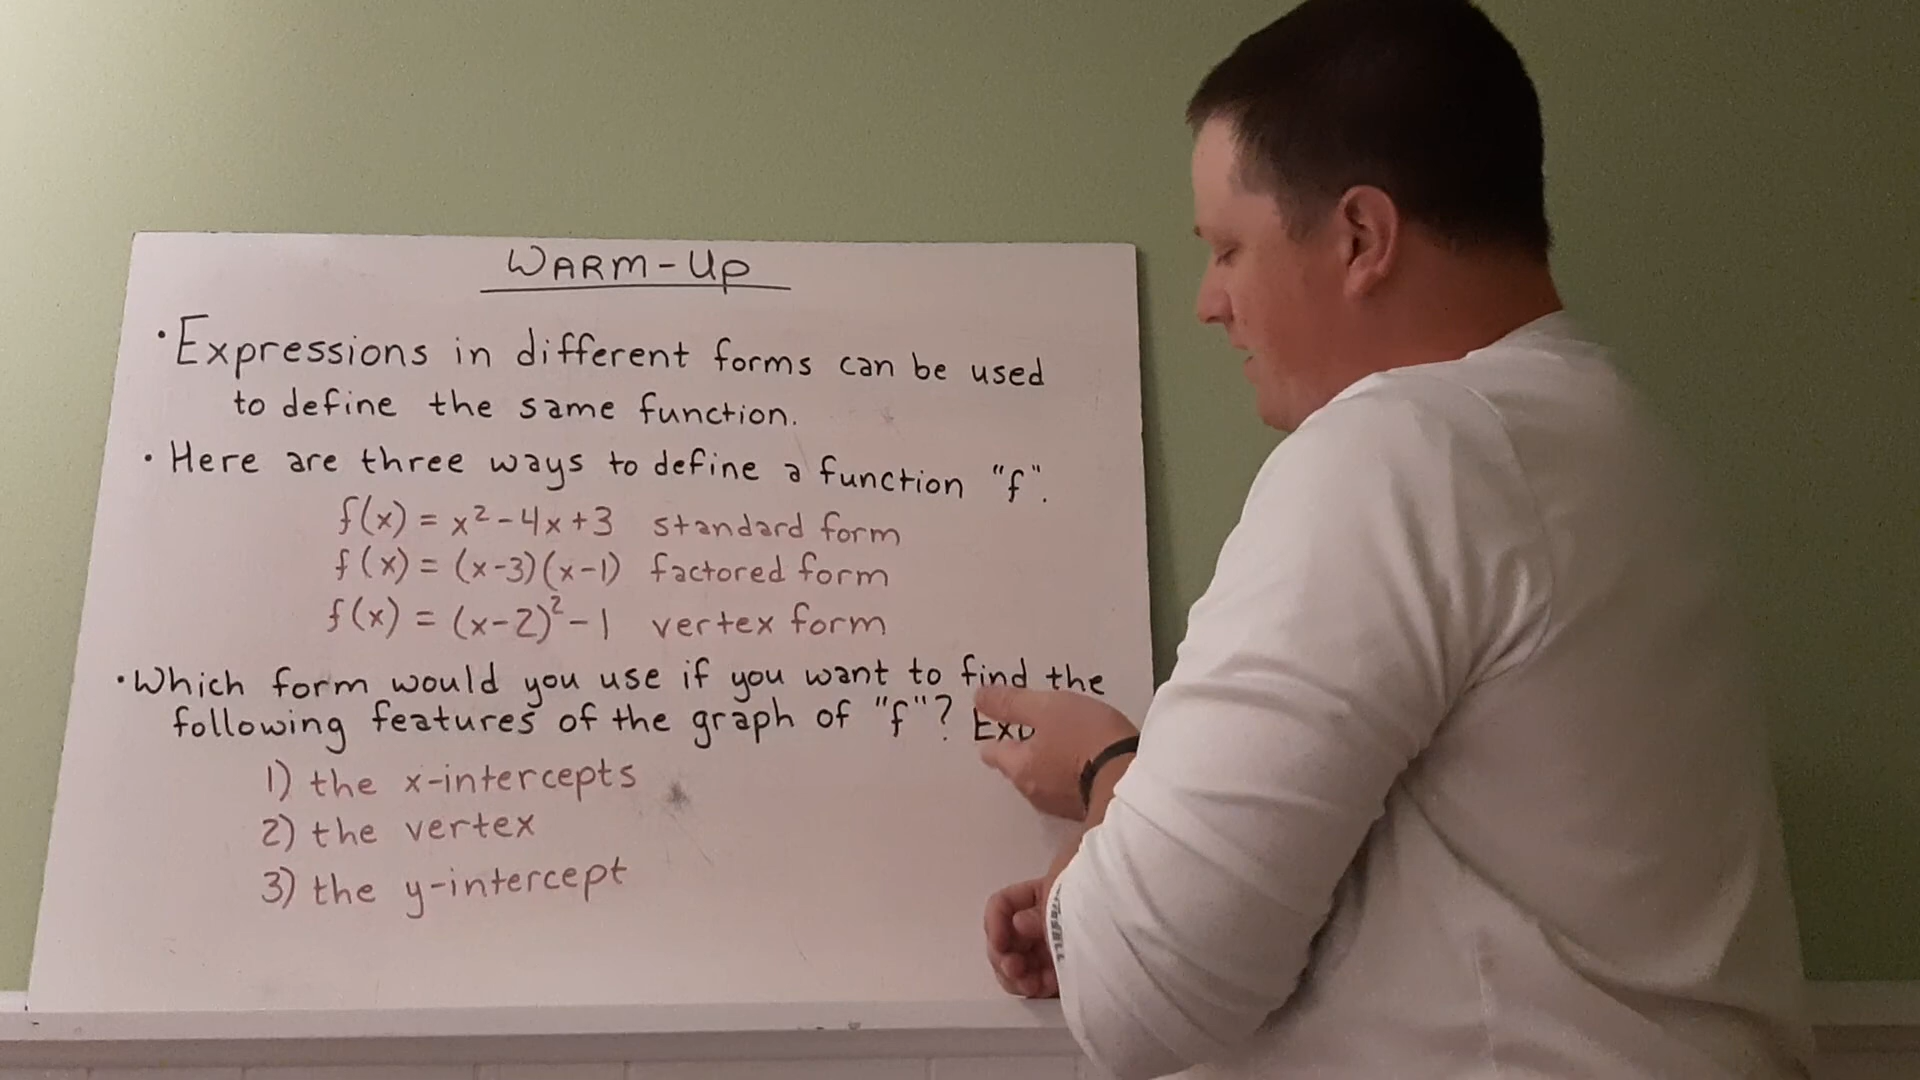 WARM-UP
• Expressions in different forms can be used
to define the same function.
• Here are three ways to define a function "f".
f(x) = x²-4x+3 standard form
f(x) = (x-3)(x-1) factored form
f(x) = (x-2)²-1 vertex form
• Which form would you use if you want to find the
following features of the graph of "f"?
1) the x-intercepts
2) the vertex
3) the y-intercept